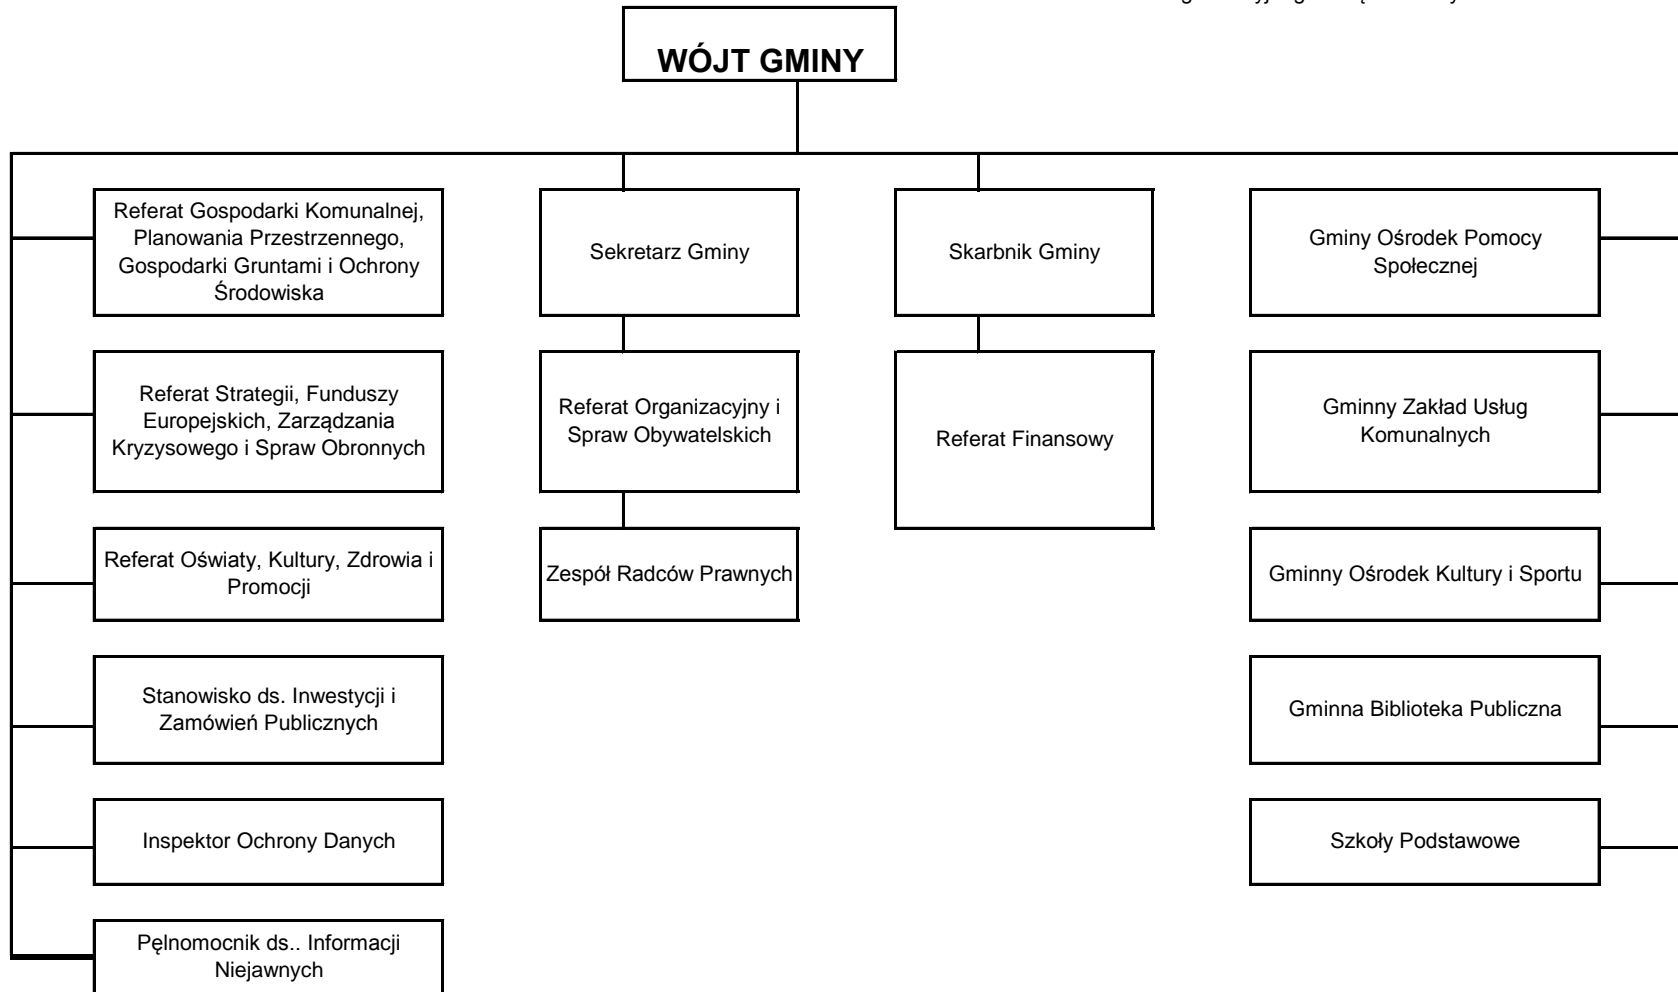 WÓJT GMINY
Referat Gospodarki Komunalnej,
Planowania Przestrzennego,
Gospodarki Gruntami i Ochrony
Środowiska
Sekretarz Gminy
Skarbnik Gminy
Gminy Ośrodek Pomocy
Społecznej
Referat Strategii, Funduszy
Europejskich, Zarządzania
Kryzysowego i Spraw Obronnych
Referat Organizacyjny i
Spraw Obywatelskich
Referat Finansowy
Gminny Zakład Usług
Komunalnych
Referat Oświaty, Kultury, Zdrowia i
Promocji
Zespół Radców Prawnych
Gminny Ośrodek Kultury i Sportu
Stanowisko ds. Inwestycji i
Zamówień Publicznych
Gminna Biblioteka Publiczna
Inspektor Ochrony Danych
Szkoły Podstawowe
Pęlnomocnik ds.. Informacji
Niejawnych